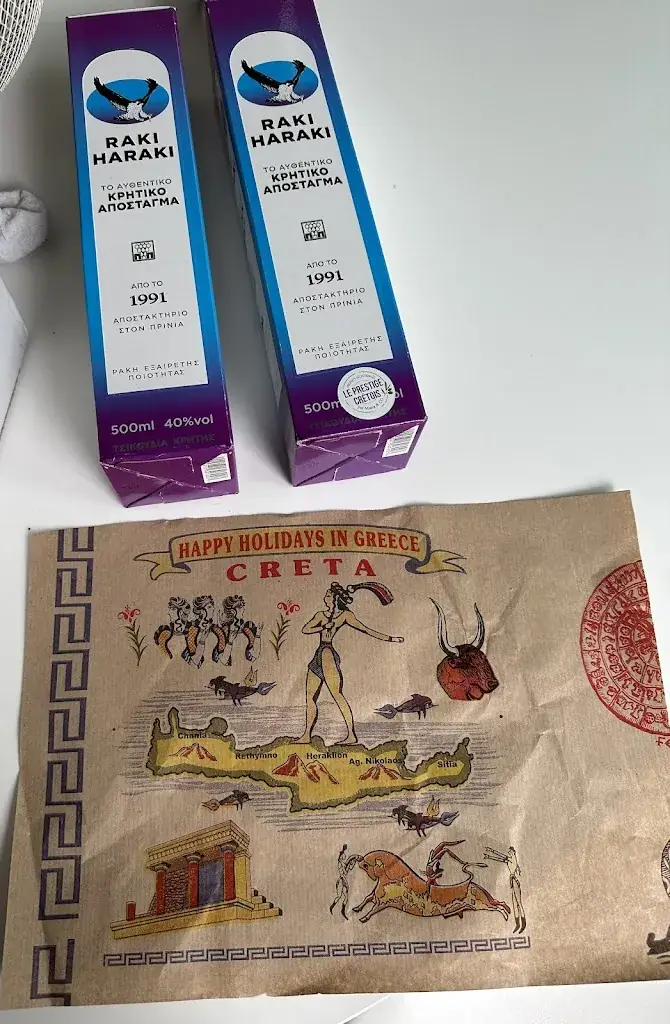 RAKI
HARAKI
ΤΟ ΑΥΘΕΝΤΙΚΟ
ΚΡΗΤΙΚΟ
ΑΠΟΣΤΑΓΜΑ
ΑΠΟ ΤΟ
1991
ΑΠΟΣΤΑΚΤΗΡΙΟ
ΣΤΟΝ ΠΡΙΝΙΑ
ΡΑΚΗ ΕΞΑΙΡΕΤΗΣ
ΠΟΙΟΤΗΤΑΣ
500ml 40%vol
ΤΣΙΚΟΥΔΙΑ ΚΡΗΤΗΣ
RAKI
HARAKI
ΤΟ ΑΥΘΕΝΤΙΚΟ
ΚΡΗΤΙΚΟ
ΑΠΟΣΤΑΓΜΑ
ΑΠΟ ΤΟ
1991
ΑΠΟΣΤΑΚΤΗΡΙΟ
ΣΤΟΝ ΠΡΙΝΙΑ
ΡΑΚΗ ΕΞΑΙΡΕΤΗΣ
ΠΟΙΟΤΗΤΑΣ
LE PRESTIGE
CRÉTOIS
HAPPY HOLIDAYS IN GREECE
CRETA
Chania
Rethymno
Heraklion
Ag. Nikolaos
Sitia